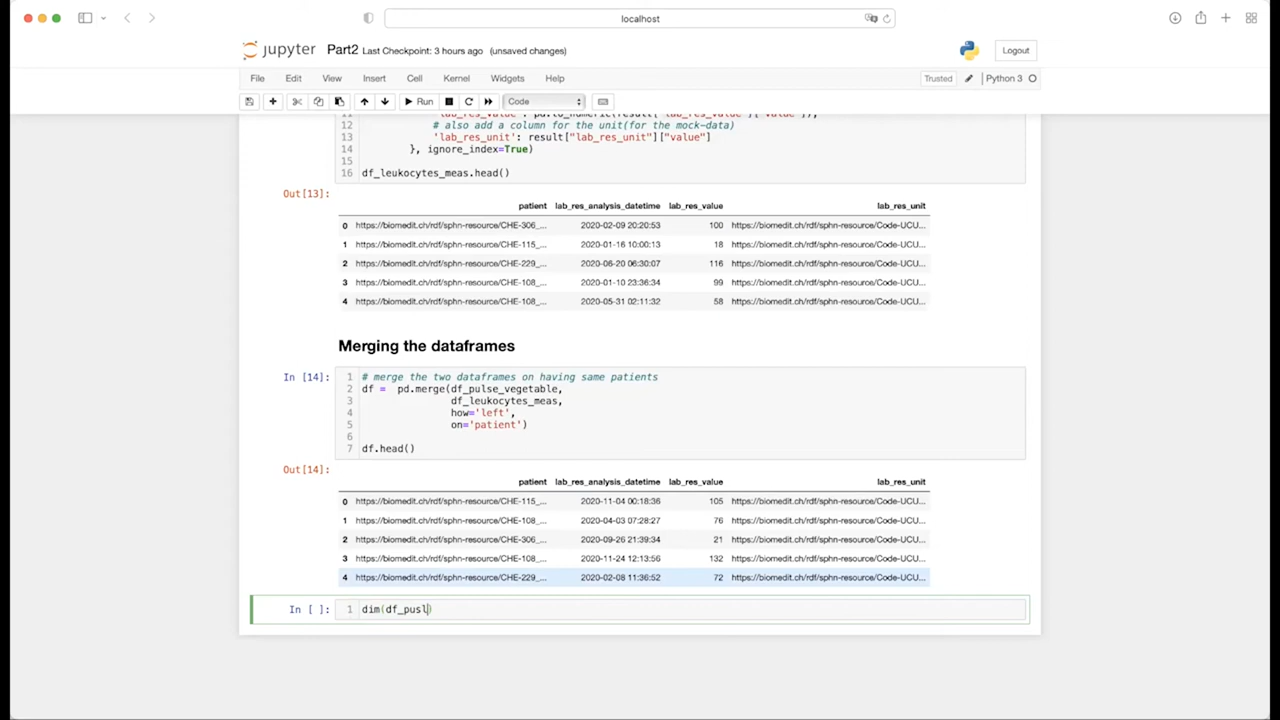 localhost
jupyter Part2 Last Checkpoint: 3 hours ago (unsaved changes)
Logout
File Edit View Insert Cell Kernel Widgets Help
Trusted Python 3
Run Code
12 # also add a column for the unit(for the mock-data)
13 'lab_res_unit': result["lab_res_unit"]["value"]
14 }, ignore_index=True)
15
16 df_leukocytes_meas.head()
Out[13]:
patient lab_res_analysis_datetime lab_res_value lab_res_unit
0 https://biomedit.ch/rdf/sphn-resource/CHE-306_... 2020-02-09 20:20:53 100 https://biomedit.ch/rdf/sphn-resource/Code-UCU...
1 https://biomedit.ch/rdf/sphn-resource/CHE-115_... 2020-01-16 10:00:13 18 https://biomedit.ch/rdf/sphn-resource/Code-UCU...
2 https://biomedit.ch/rdf/sphn-resource/CHE-229_... 2020-06-20 06:30:07 116 https://biomedit.ch/rdf/sphn-resource/Code-UCU...
3 https://biomedit.ch/rdf/sphn-resource/CHE-108_... 2020-01-10 23:36:34 99 https://biomedit.ch/rdf/sphn-resource/Code-UCU...
4 https://biomedit.ch/rdf/sphn-resource/CHE-108_... 2020-05-31 02:11:32 58 https://biomedit.ch/rdf/sphn-resource/Code-UCU...
Merging the dataframes
In [14]:
1 # merge the two dataframes on having same patients
2 df = pd.merge(df_pulse_vegetable,
3 df_leukocytes_meas,
4 how='left',
5 on='patient')
6
7 df.head()
Out[14]:
patient lab_res_analysis_datetime lab_res_value lab_res_unit
0 https://biomedit.ch/rdf/sphn-resource/CHE-115_... 2020-11-04 00:18:36 105 https://biomedit.ch/rdf/sphn-resource/Code-UCU...
1 https://biomedit.ch/rdf/sphn-resource/CHE-108_... 2020-04-03 07:28:27 76 https://biomedit.ch/rdf/sphn-resource/Code-UCU...
2 https://biomedit.ch/rdf/sphn-resource/CHE-306_... 2020-09-26 21:39:34 21 https://biomedit.ch/rdf/sphn-resource/Code-UCU...
3 https://biomedit.ch/rdf/sphn-resource/CHE-108_... 2020-11-24 12:13:56 132 https://biomedit.ch/rdf/sphn-resource/Code-UCU...
4 https://biomedit.ch/rdf/sphn-resource/CHE-229_... 2020-02-08 11:36:52 72 https://biomedit.ch/rdf/sphn-resource/Code-UCU...
In [ ]: 1 dim(df_pusl)